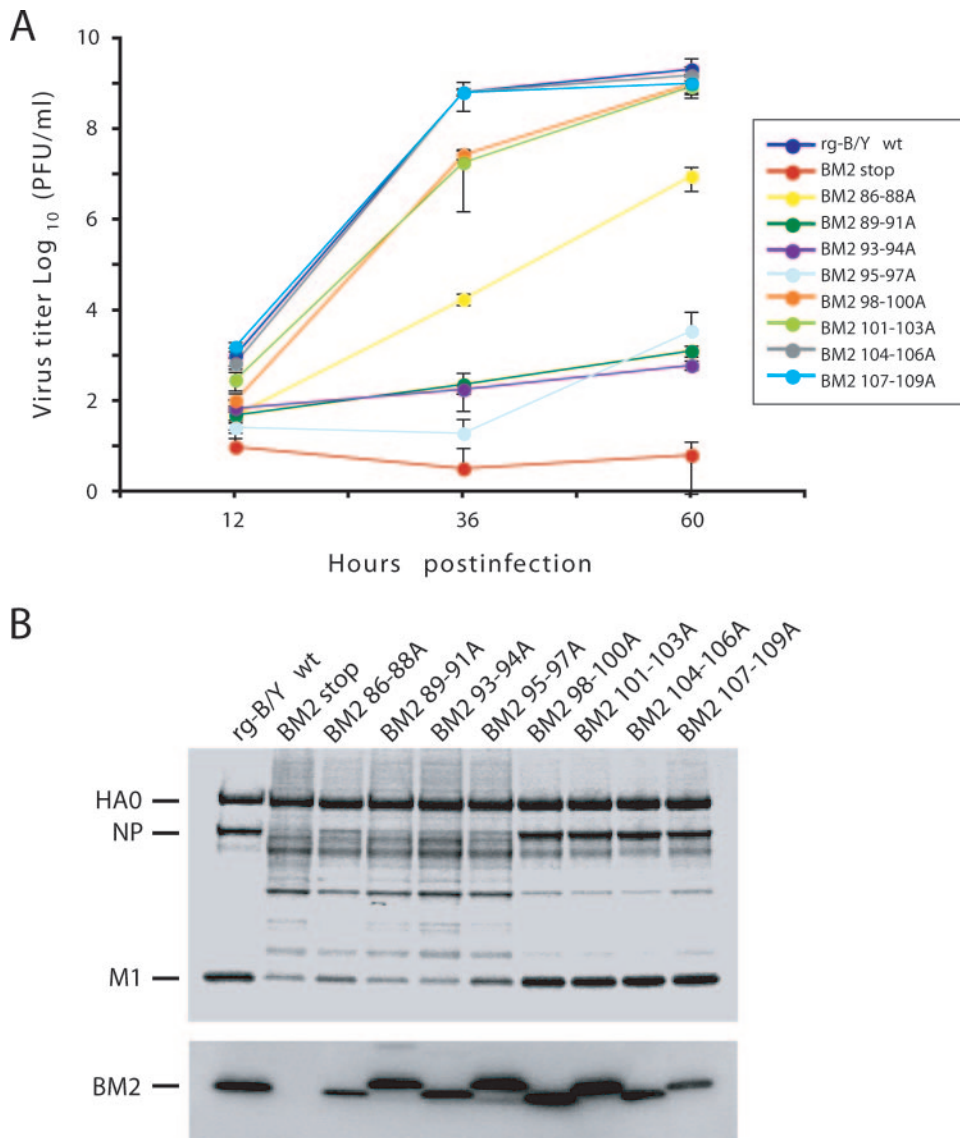 A
Virus titer Log10 (PFU/ml)
10
8
6
4
2
0
12 36 60
Hours postinfection
rg-B/Y wt
BM2 stop
BM2 86-88A
BM2 89-91A
BM2 93-94A
BM2 95-97A
BM2 98-100A
BM2 101-103A
BM2 104-106A
BM2 107-109A
B
rg-B/Y wt
BM2 stop
BM2 86-88A
BM2 89-91A
BM2 93-94A
BM2 95-97A
BM2 98-100A
BM2 101-103A
BM2 104-106A
BM2 107-109A
HA0
NP
M1
BM2